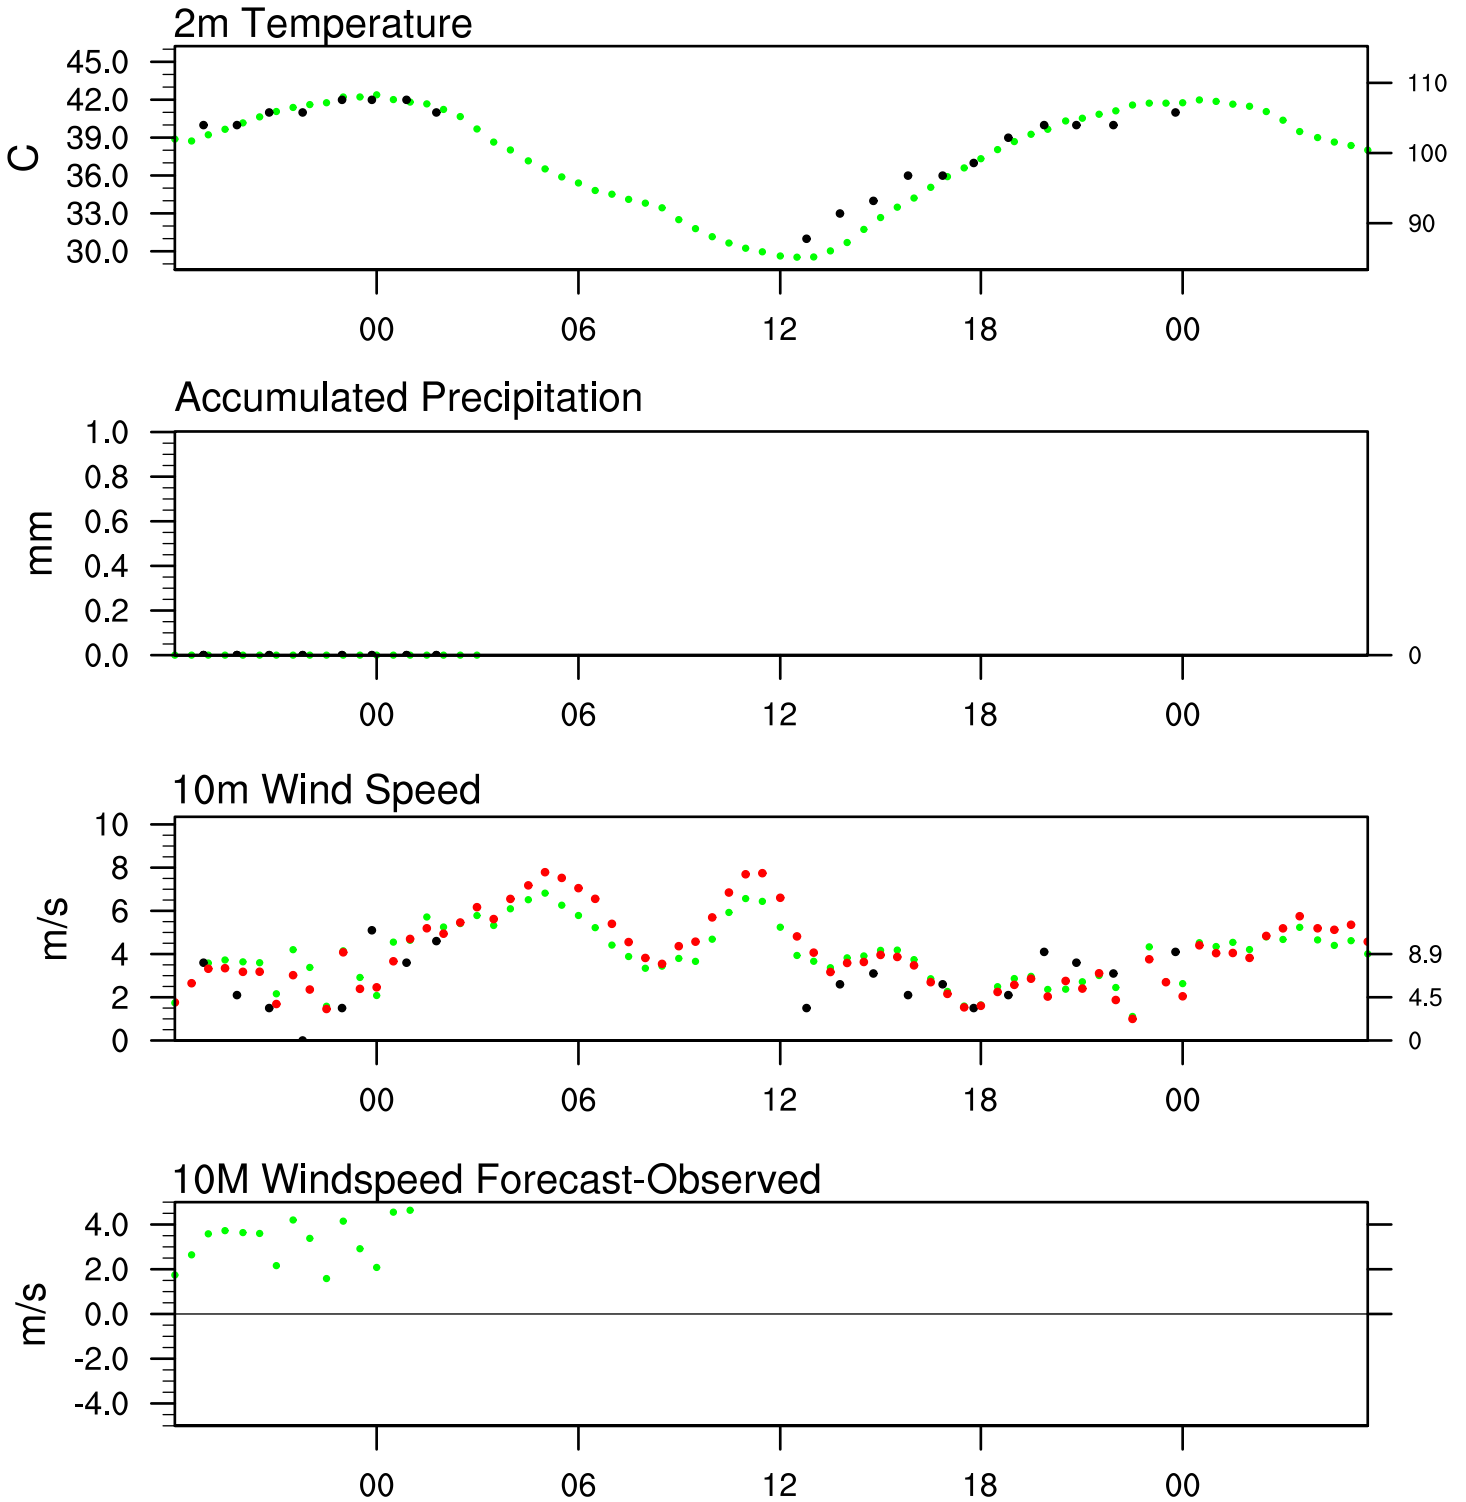 2m Temperature
45.0
42.0
39.0
36.0
33.0
30.0
C
110
100
90
00 06 12 18 00
Accumulated Precipitation
1.0
0.8
0.6
0.4
0.2
0.0
mm
0
00 06 12 18 00
10m Wind Speed
10
8
6
4
2
0
m/s
8.9
4.5
0
00 06 12 18 00
10M Windspeed Forecast-Observed
4.0
2.0
0.0
-2.0
-4.0
m/s
00 06 12 18 00